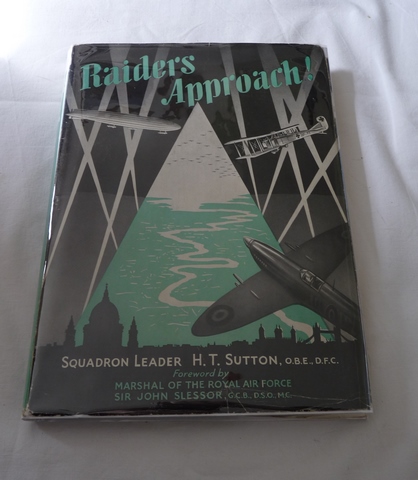 Raiders
Approach!
SQUADRON LEADER H. T. SUTTON, O.B.E., D.F.C.
Foreword by
MARSHAL OF THE ROYAL AIR FORCE
SIR JOHN SLESSOR, G.C.B., D.S.O., M.C.